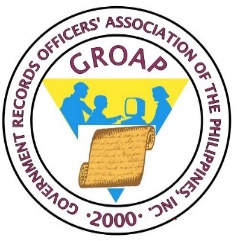 GOVERNMENT RECORDS OFFICERS' ASSOCIATION OF THE PHILIPPINES, INC.
GROAP
·2000·